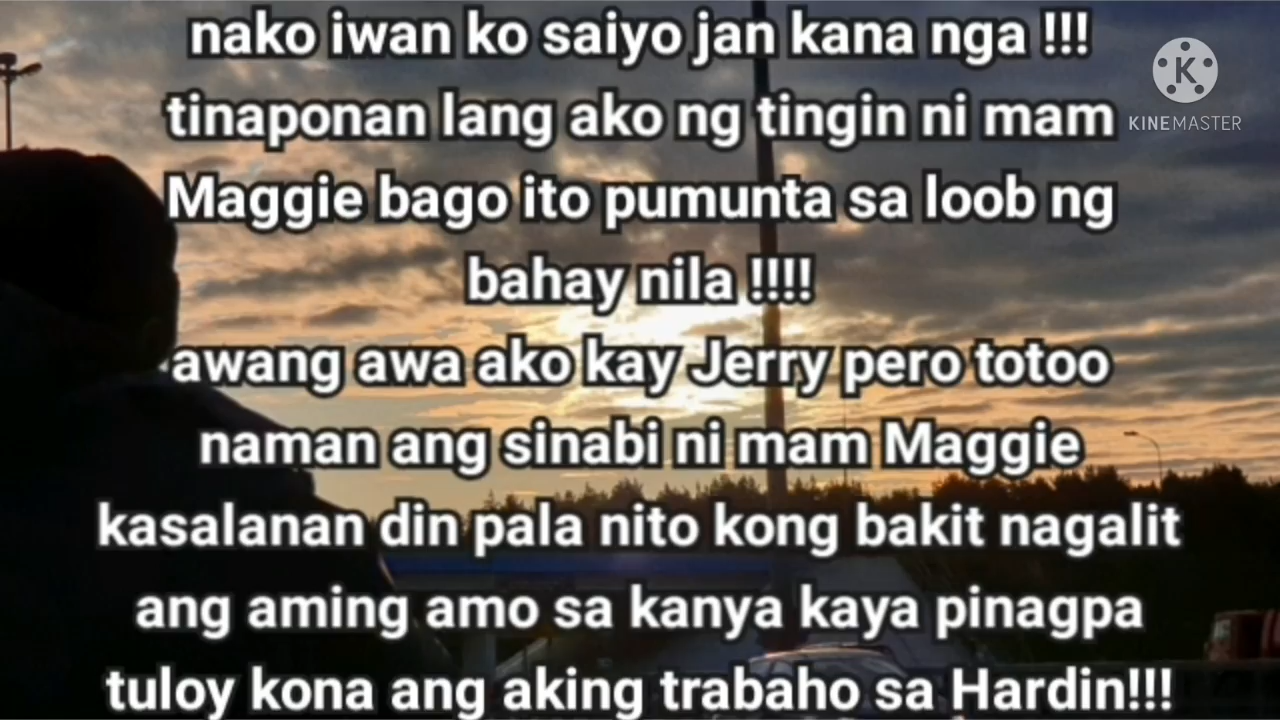 nako iwan ko saiyo jan kana nga !!!
tinaponan lang ako ng tingin ni mam
Maggie bago ito pumunta sa loob ng
bahay nila !!!!
awang awa ako kay Jerry pero totoo
naman ang sinabi ni mam Maggie
kasalanan din pala nito kong bakit nagalit
ang aming amo sa kanya kaya pinagpa
tuloy kona ang aking trabaho sa Hardin!!!
K
KINEMASTER